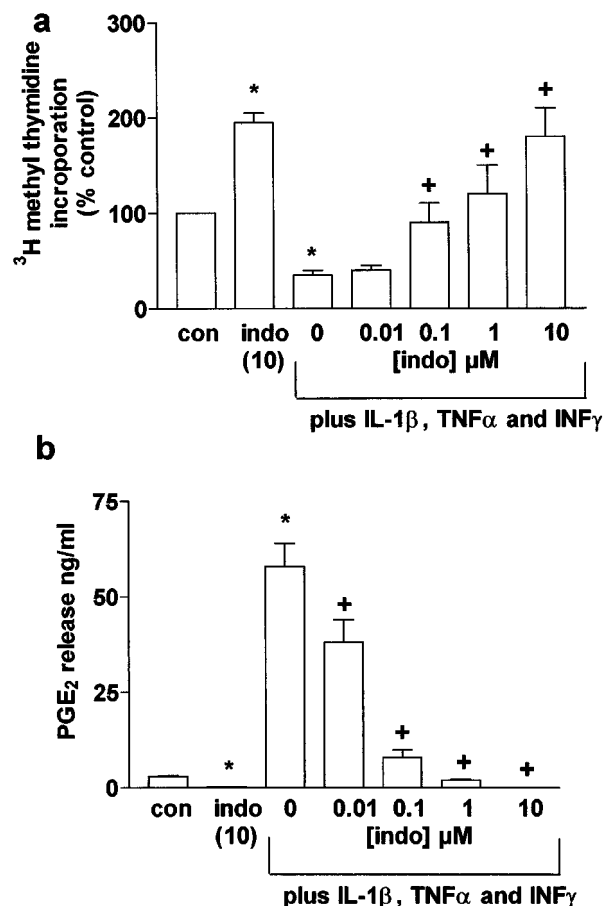 a
³H methyl thymidine
incroporation
(% control)
300
200
100
0
*
*
+
+
+
con
indo
(10)
0
0.01
0.1
1
10
[indo] µM
plus IL-1β, TNFα and INFγ
b
PGE₂ release ng/ml
75
50
25
0
*
*
+
+
+
+
con
indo
(10)
0
0.01
0.1
1
10
[indo] µM
plus IL-1β, TNFα and INFγ